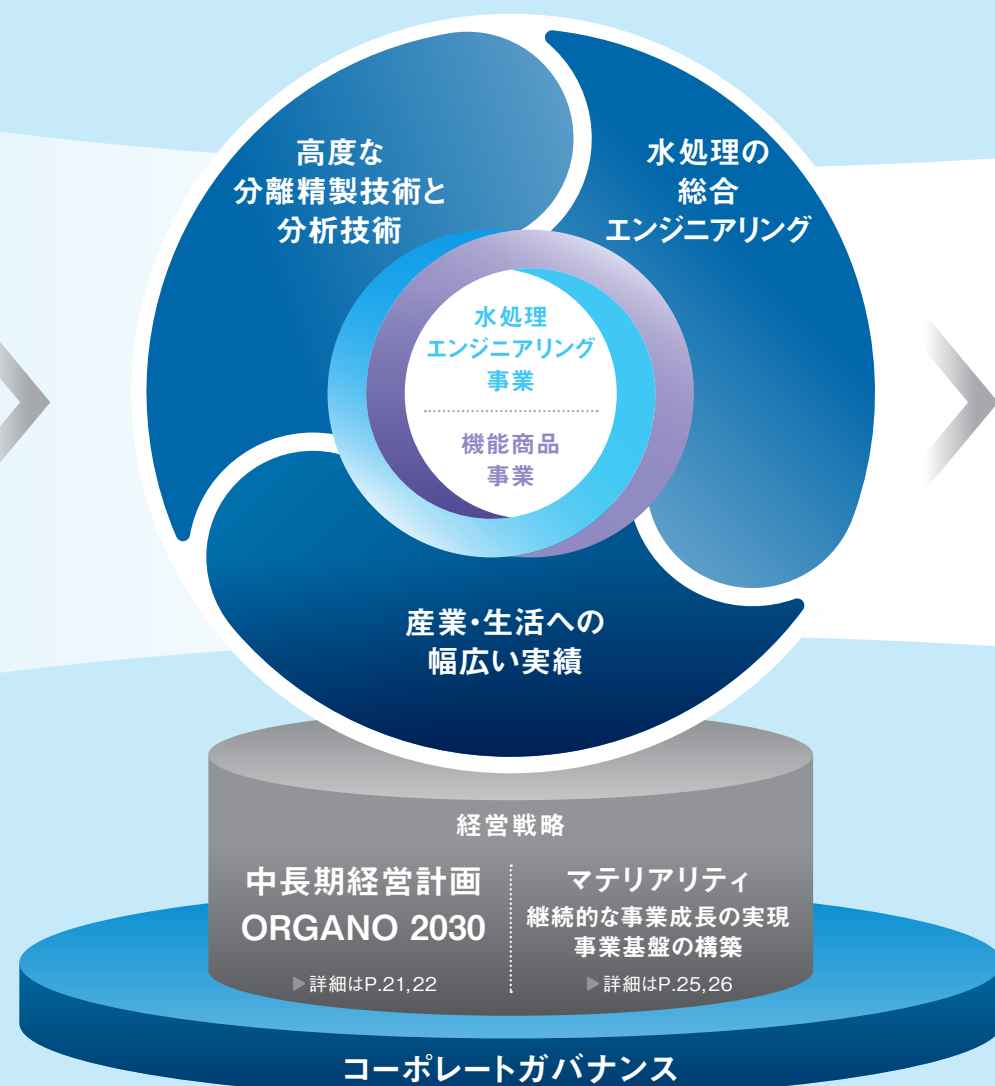 高度な
分離精製技術と
分析技術
水処理の
総合
エンジニアリング
水処理
エンジニアリング
事業
機能商品
事業
産業・生活への
幅広い実績
経営戦略
中長期経営計画
ORGANO 2030
▶詳細はP.21,22
マテリアリティ
継続的な事業成長の実現
事業基盤の構築
▶詳細はP.25,26
コーポレートガバナンス